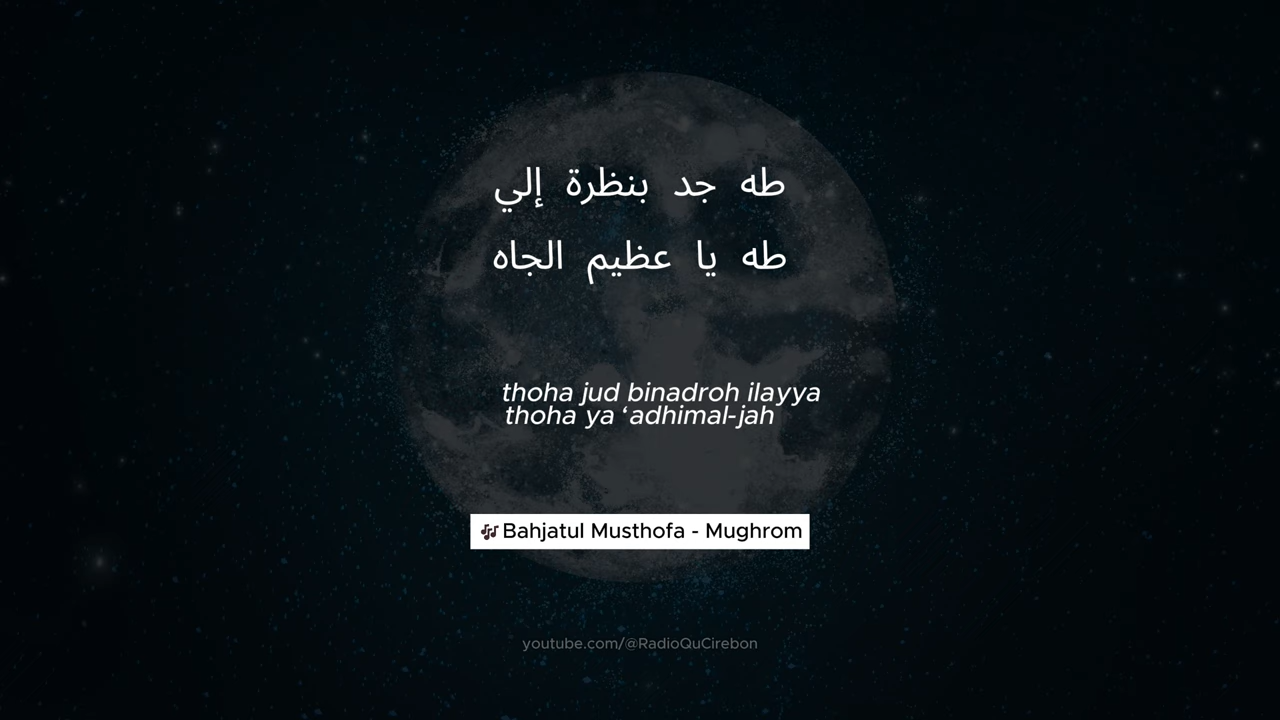 طه جد بنظرة إلي
طه يا عظيم الجاه
thoha jud binadroh ilayya
thoha ya ‘adhimal-jah
🎶 Bahjatul Musthofa - Mughrom
youtube.com/@RadioQuCirebon